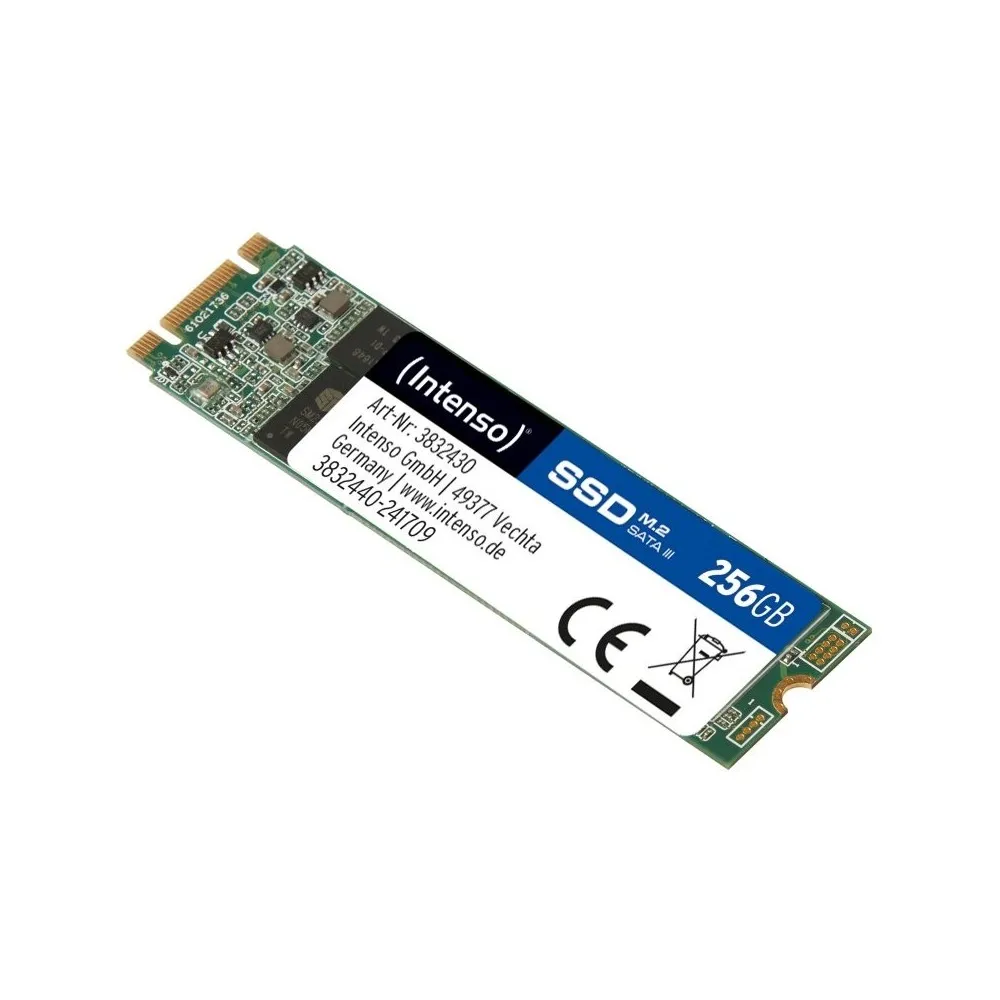 61021736
(Intenso)®
Art-Nr: 3832430
Intenso GmbH | 49377 Vechta
Germany | www.intenso.de
3832440-241709
SSD M.2
SATA III
256GB
CE